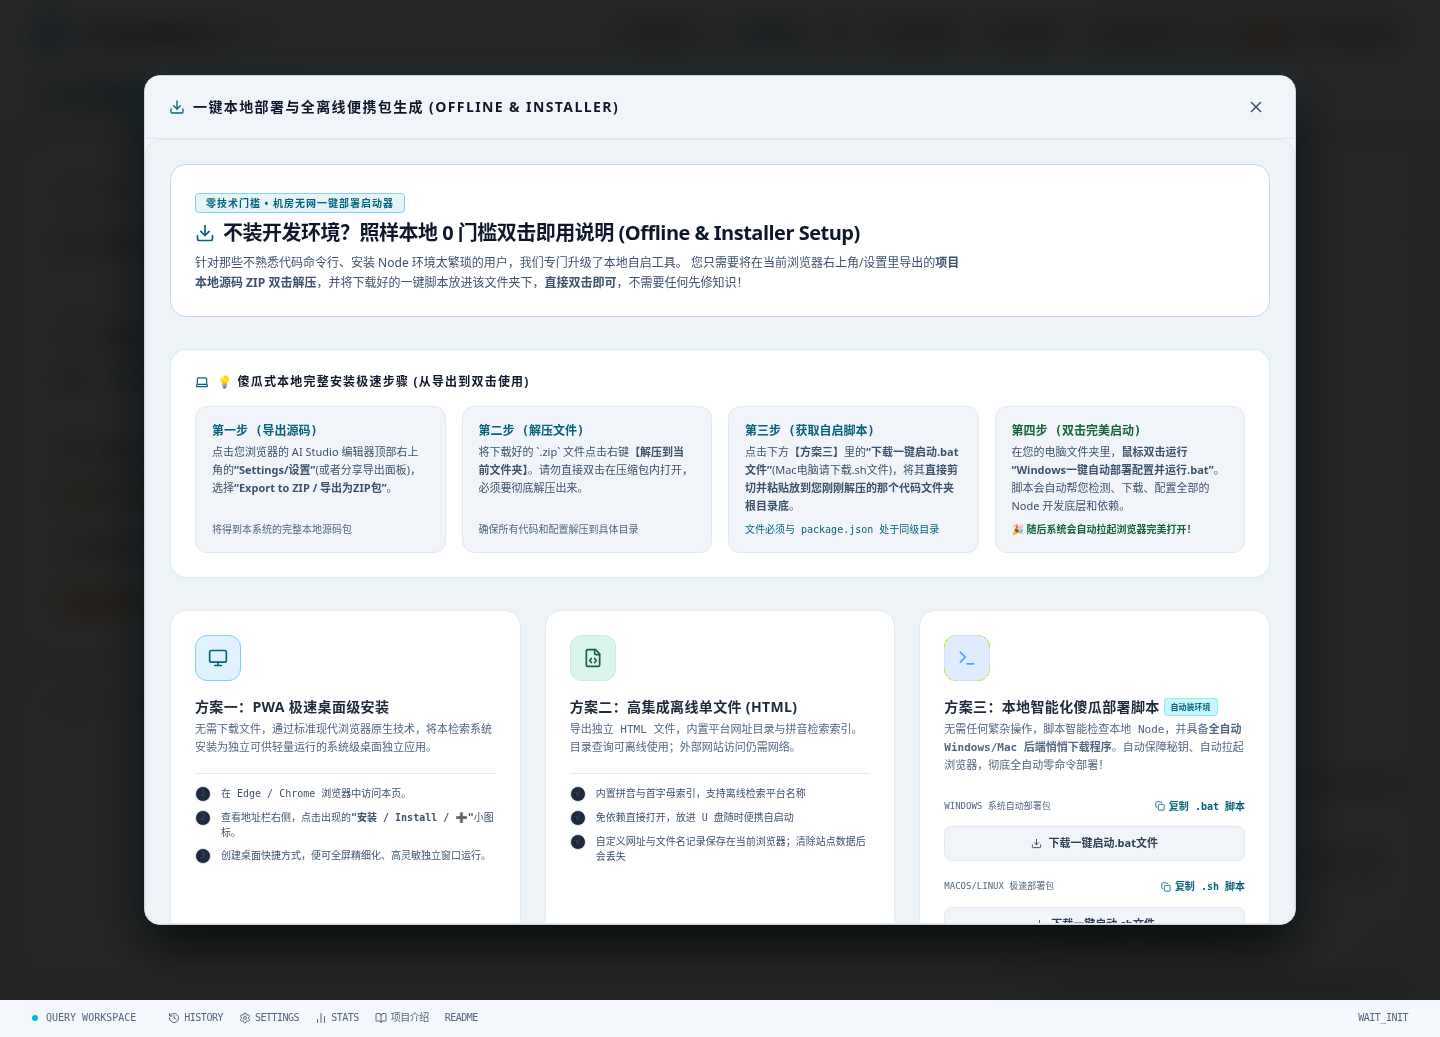 一键本地部署与全离线便携包生成 (OFFLINE & INSTALLER)
零技术门槛 • 机房无网一键部署启动器
不装开发环境？照样本地 0 门槛双击即用说明 (Offline & Installer Setup)
针对那些不熟悉代码命令行、安装 Node 环境太繁琐的用户，我们专门升级了本地自启工具。 您只需要将在当前浏览器右上角/设置里导出的项目
本地源码 ZIP 双击解压，并将下载好的一键脚本放进该文件夹下，直接双击即可，不需要任何先修知识！
💡 傻瓜式本地完整安装极速步骤 (从导出到双击使用)
第一步 (导出源码)
点击您浏览器的 AI Studio 编辑器顶部右上
角的“Settings/设置”(或者分享导出面板)，
选择“Export to ZIP / 导出为ZIP包”。
将得到本系统的完整本地源码包
第二步 (解压文件)
将下载好的 `.zip` 文件点击右键【解压到当
前文件夹】。请勿直接双击在压缩包内打开，
必须要彻底解压出来。
确保所有代码和配置解压到具体目录
第三步 (获取自启脚本)
点击下方【方案三】里的“下载一键启动.bat
文件”(Mac电脑请下载.sh文件)，将其直接剪
切并粘贴放到您刚刚解压的那个代码文件夹
根目录底。
文件必须与 package.json 处于同级目录
第四步 (双击完美启动)
在您的电脑文件夹里，鼠标双击运行
“Windows一键自动部署配置并运行.bat”。
脚本会自动帮您检测、下载、配置全部的
Node 开发底层和依赖。
🎉 随后系统会自动拉起浏览器完美打开！
方案一：PWA 极速桌面级安装
无需下载文件，通过标准现代浏览器原生技术，将本检索系统
安装为独立可供轻量运行的系统级桌面独立应用。
在 Edge / Chrome 浏览器中访问本页。
查看地址栏右侧，点击出现的"安装 / Install / ➕"小图
标。
创建桌面快捷方式，便可全屏精细化、高灵敏独立窗口运行。
方案二：高集成离线单文件 (HTML)
导出独立 HTML 文件，内置平台网址目录与拼音检索索引。
目录查询可离线使用；外部网站访问仍需网络。
内置拼音与首字母索引，支持离线检索平台名称
免依赖直接打开，放进 U 盘随时便携自启动
自定义网址与文件名记录保存在当前浏览器；清除站点数据后
会丢失
方案三：本地智能化傻瓜部署脚本 自动装环境
无需任何繁杂操作，脚本智能检查本地 Node，并具备全自动
Windows/Mac 后端悄悄下载程序。自动保障秘钥、自动拉起
浏览器，彻底全自动零命令部署！
WINDOWS 系统自动部署包 复制 .bat 脚本
下载一键启动.bat文件
MACOS/LINUX 极速部署包 复制 .sh 脚本
下载一键启动.sh文件
QUERY WORKSPACE HISTORY SETTINGS STATS 项目介绍 README WAIT_INIT